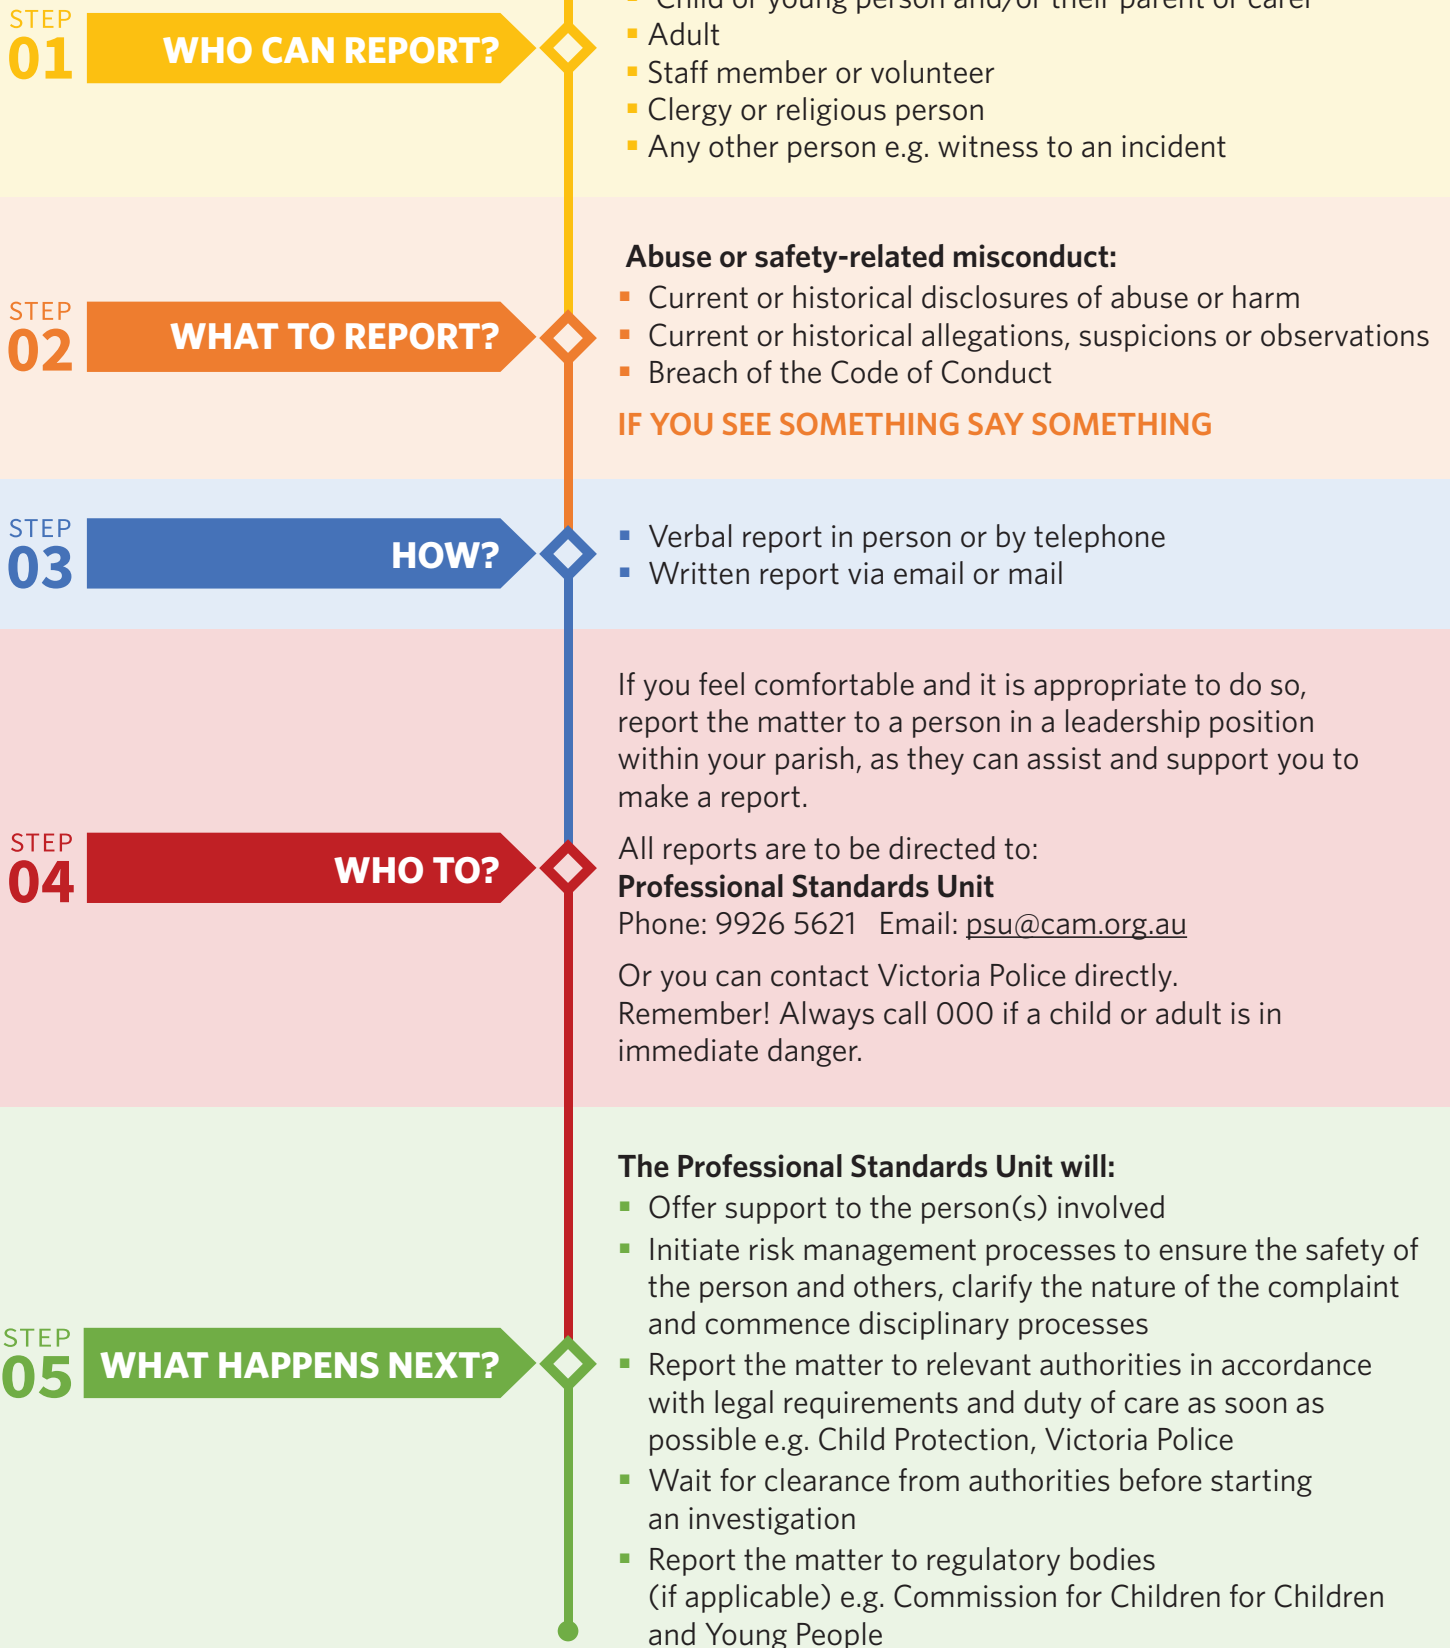 STEP
01
WHO CAN REPORT?
Child or young person and/or their parent or carer
Adult
Staff member or volunteer
Clergy or religious person
Any other person e.g. witness to an incident
STEP
02
WHAT TO REPORT?
Abuse or safety-related misconduct:
Current or historical disclosures of abuse or harm
Current or historical allegations, suspicions or observations
Breach of the Code of Conduct
IF YOU SEE SOMETHING SAY SOMETHING
STEP
03
HOW?
Verbal report in person or by telephone
Written report via email or mail
STEP
04
WHO TO?
If you feel comfortable and it is appropriate to do so,
report the matter to a person in a leadership position
within your parish, as they can assist and support you to
make a report.
All reports are to be directed to:
Professional Standards Unit
Phone: 9926 5621 Email: psu@cam.org.au
Or you can contact Victoria Police directly.
Remember! Always call 000 if a child or adult is in
immediate danger.
STEP
05
WHAT HAPPENS NEXT?
The Professional Standards Unit will:
Offer support to the person(s) involved
Initiate risk management processes to ensure the safety of
the person and others, clarify the nature of the complaint
and commence disciplinary processes
Report the matter to relevant authorities in accordance
with legal requirements and duty of care as soon as
possible e.g. Child Protection, Victoria Police
Wait for clearance from authorities before starting
an investigation
Report the matter to regulatory bodies
(if applicable) e.g. Commission for Children for Children
and Young People